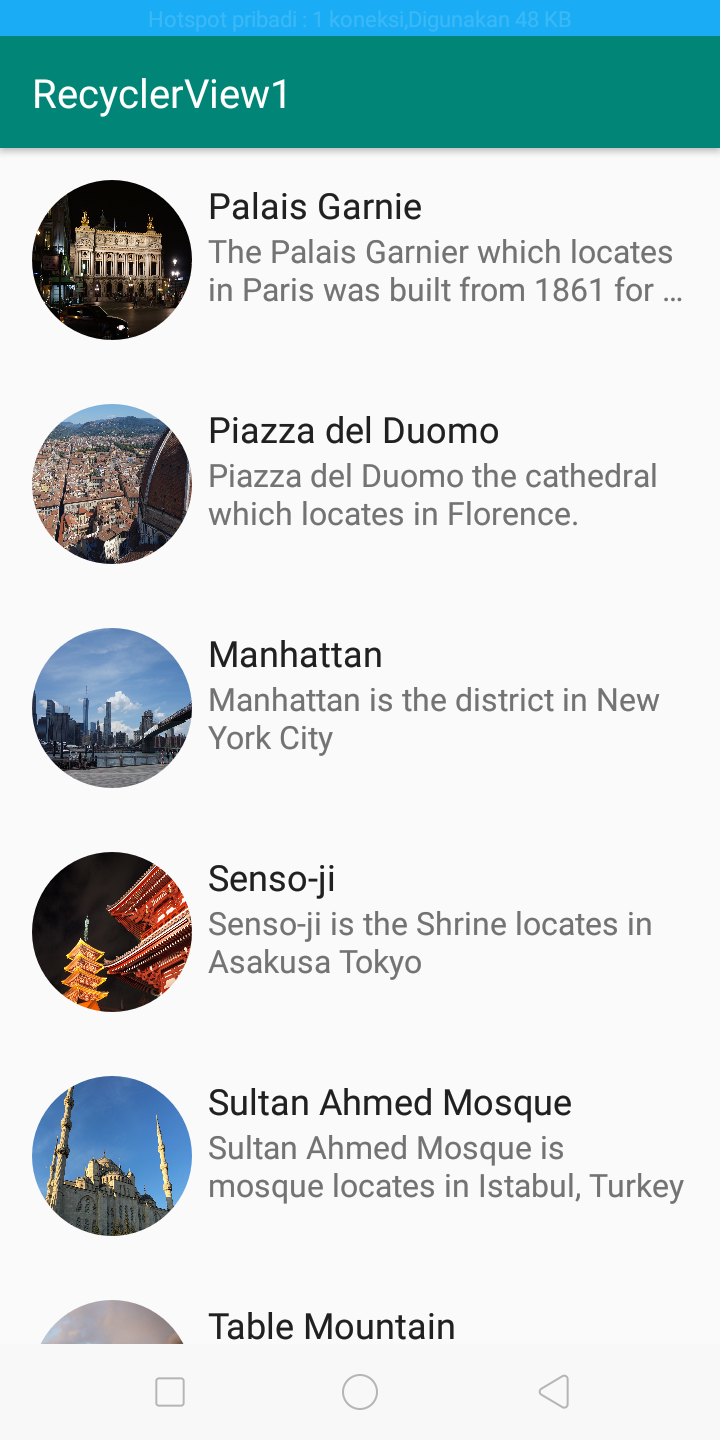 Hotspot pribadi : 1 koneksi,Digunakan 48 KB
RecyclerView1
Palais Garnie
The Palais Garnier which locates
in Paris was built from 1861 for ...
Piazza del Duomo
Piazza del Duomo the cathedral
which locates in Florence.
Manhattan
Manhattan is the district in New
York City
Senso-ji
Senso-ji is the Shrine locates in
Asakusa Tokyo
Sultan Ahmed Mosque
Sultan Ahmed Mosque is
mosque locates in Istabul, Turkey
Table Mountain